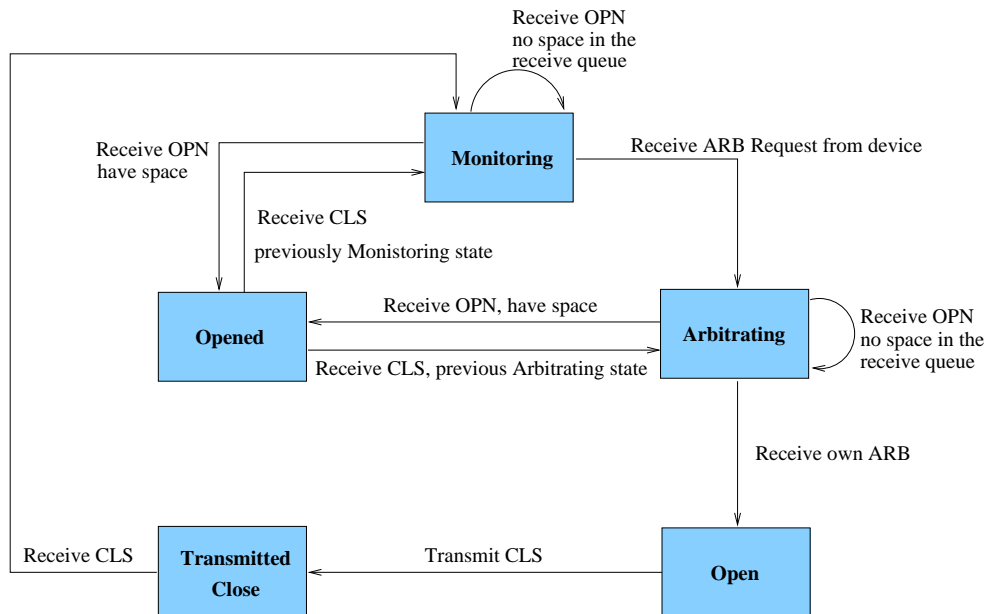 Receive OPN
no space in the
receive queue
Monitoring
Receive OPN
have space
Receive ARB Request from device
Receive CLS
previously Monistoring state
Opened
Receive OPN, have space
Arbitrating
Receive OPN
no space in the
receive queue
Receive CLS, previous Arbitrating state
Receive own ARB
Receive CLS
Transmitted
Close
Transmit CLS
Open